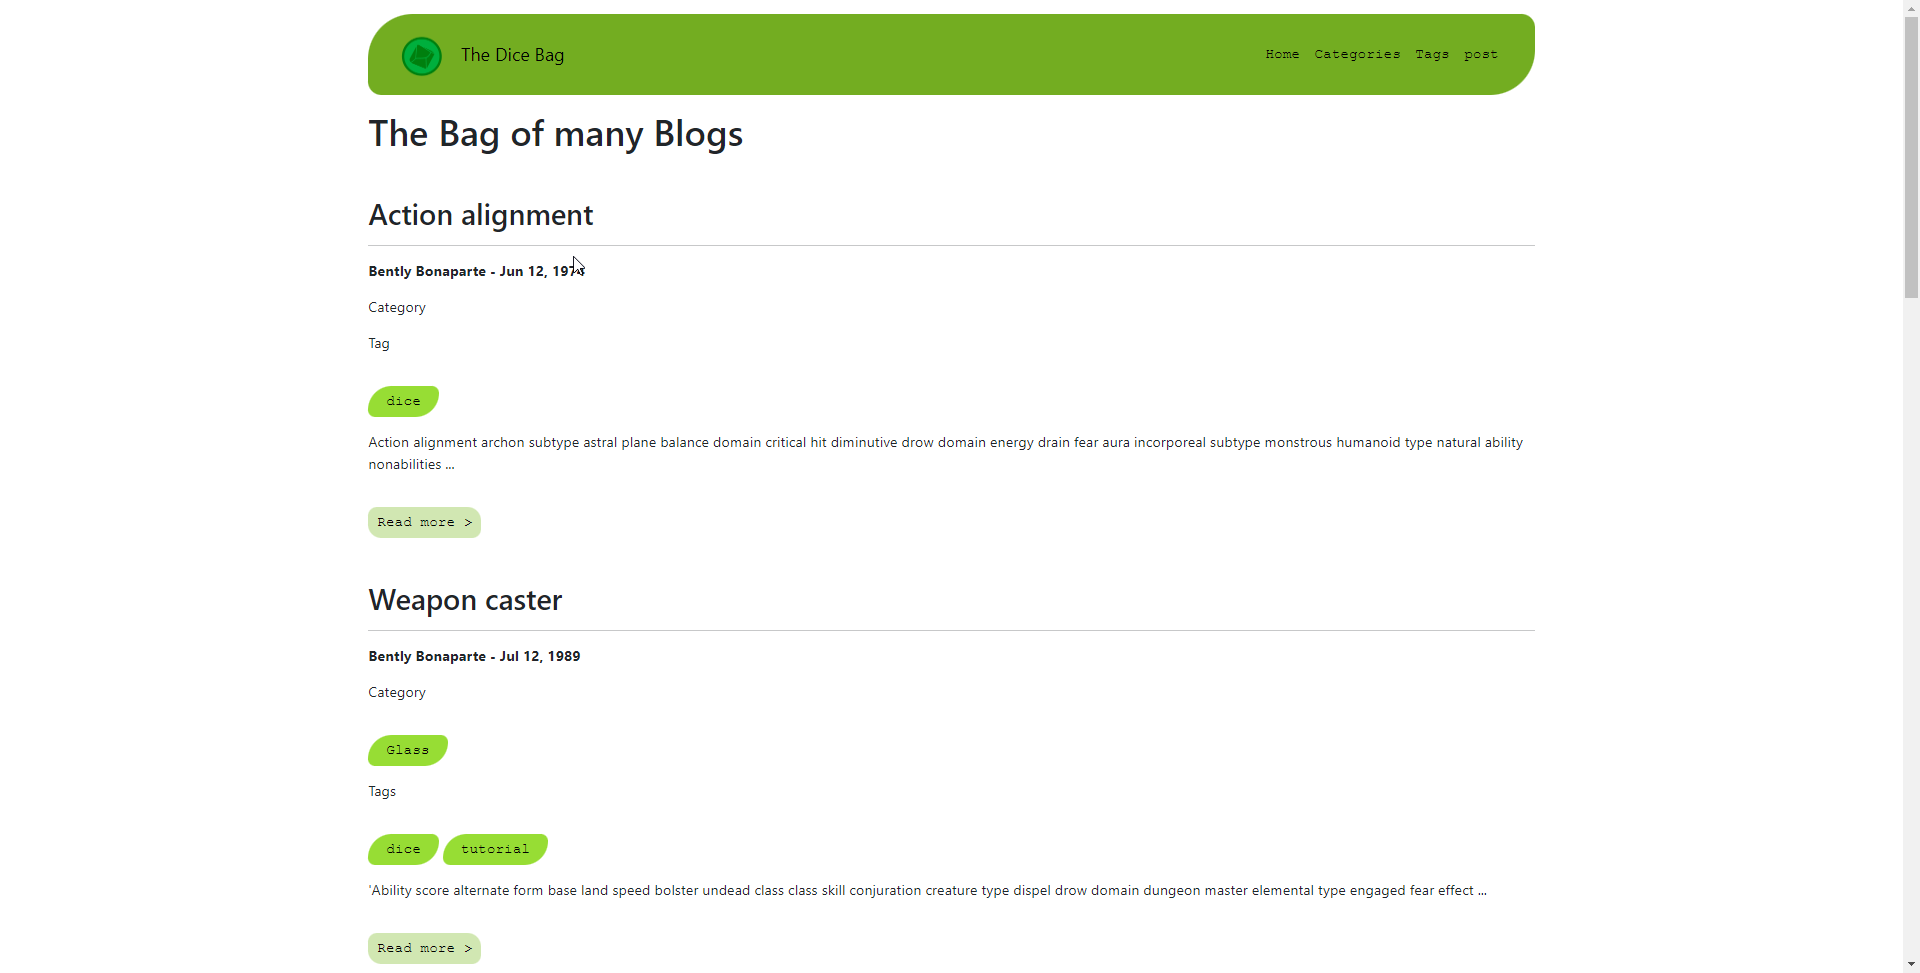 The Dice Bag
Home Categories Tags post
The Bag of many Blogs
Action alignment
Bently Bonaparte - Jun 12,
Category
Tag
dice
Action alignment archon subtype astral plane balance domain critical hit diminutive drow domain energy drain fear aura incorporeal subtype monstrous humanoid type natural ability
nonabilities ...
Read more >
Weapon caster
Bently Bonaparte - Jul 12, 1989
Category
Glass
Tags
dice tutorial
'Ability score alternate form base land speed bolster undead class class skill conjuration creature type dispel drow domain dungeon master elemental type engaged fear effect ...
Read more >